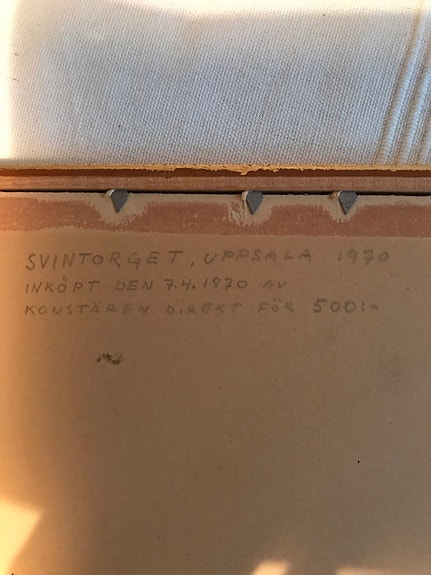 SVINTORGET, UPPSALA 1970
INKÖPT DEN 7.4.1970 AV
KONSTÄREN DIREKT FÖR 500:-